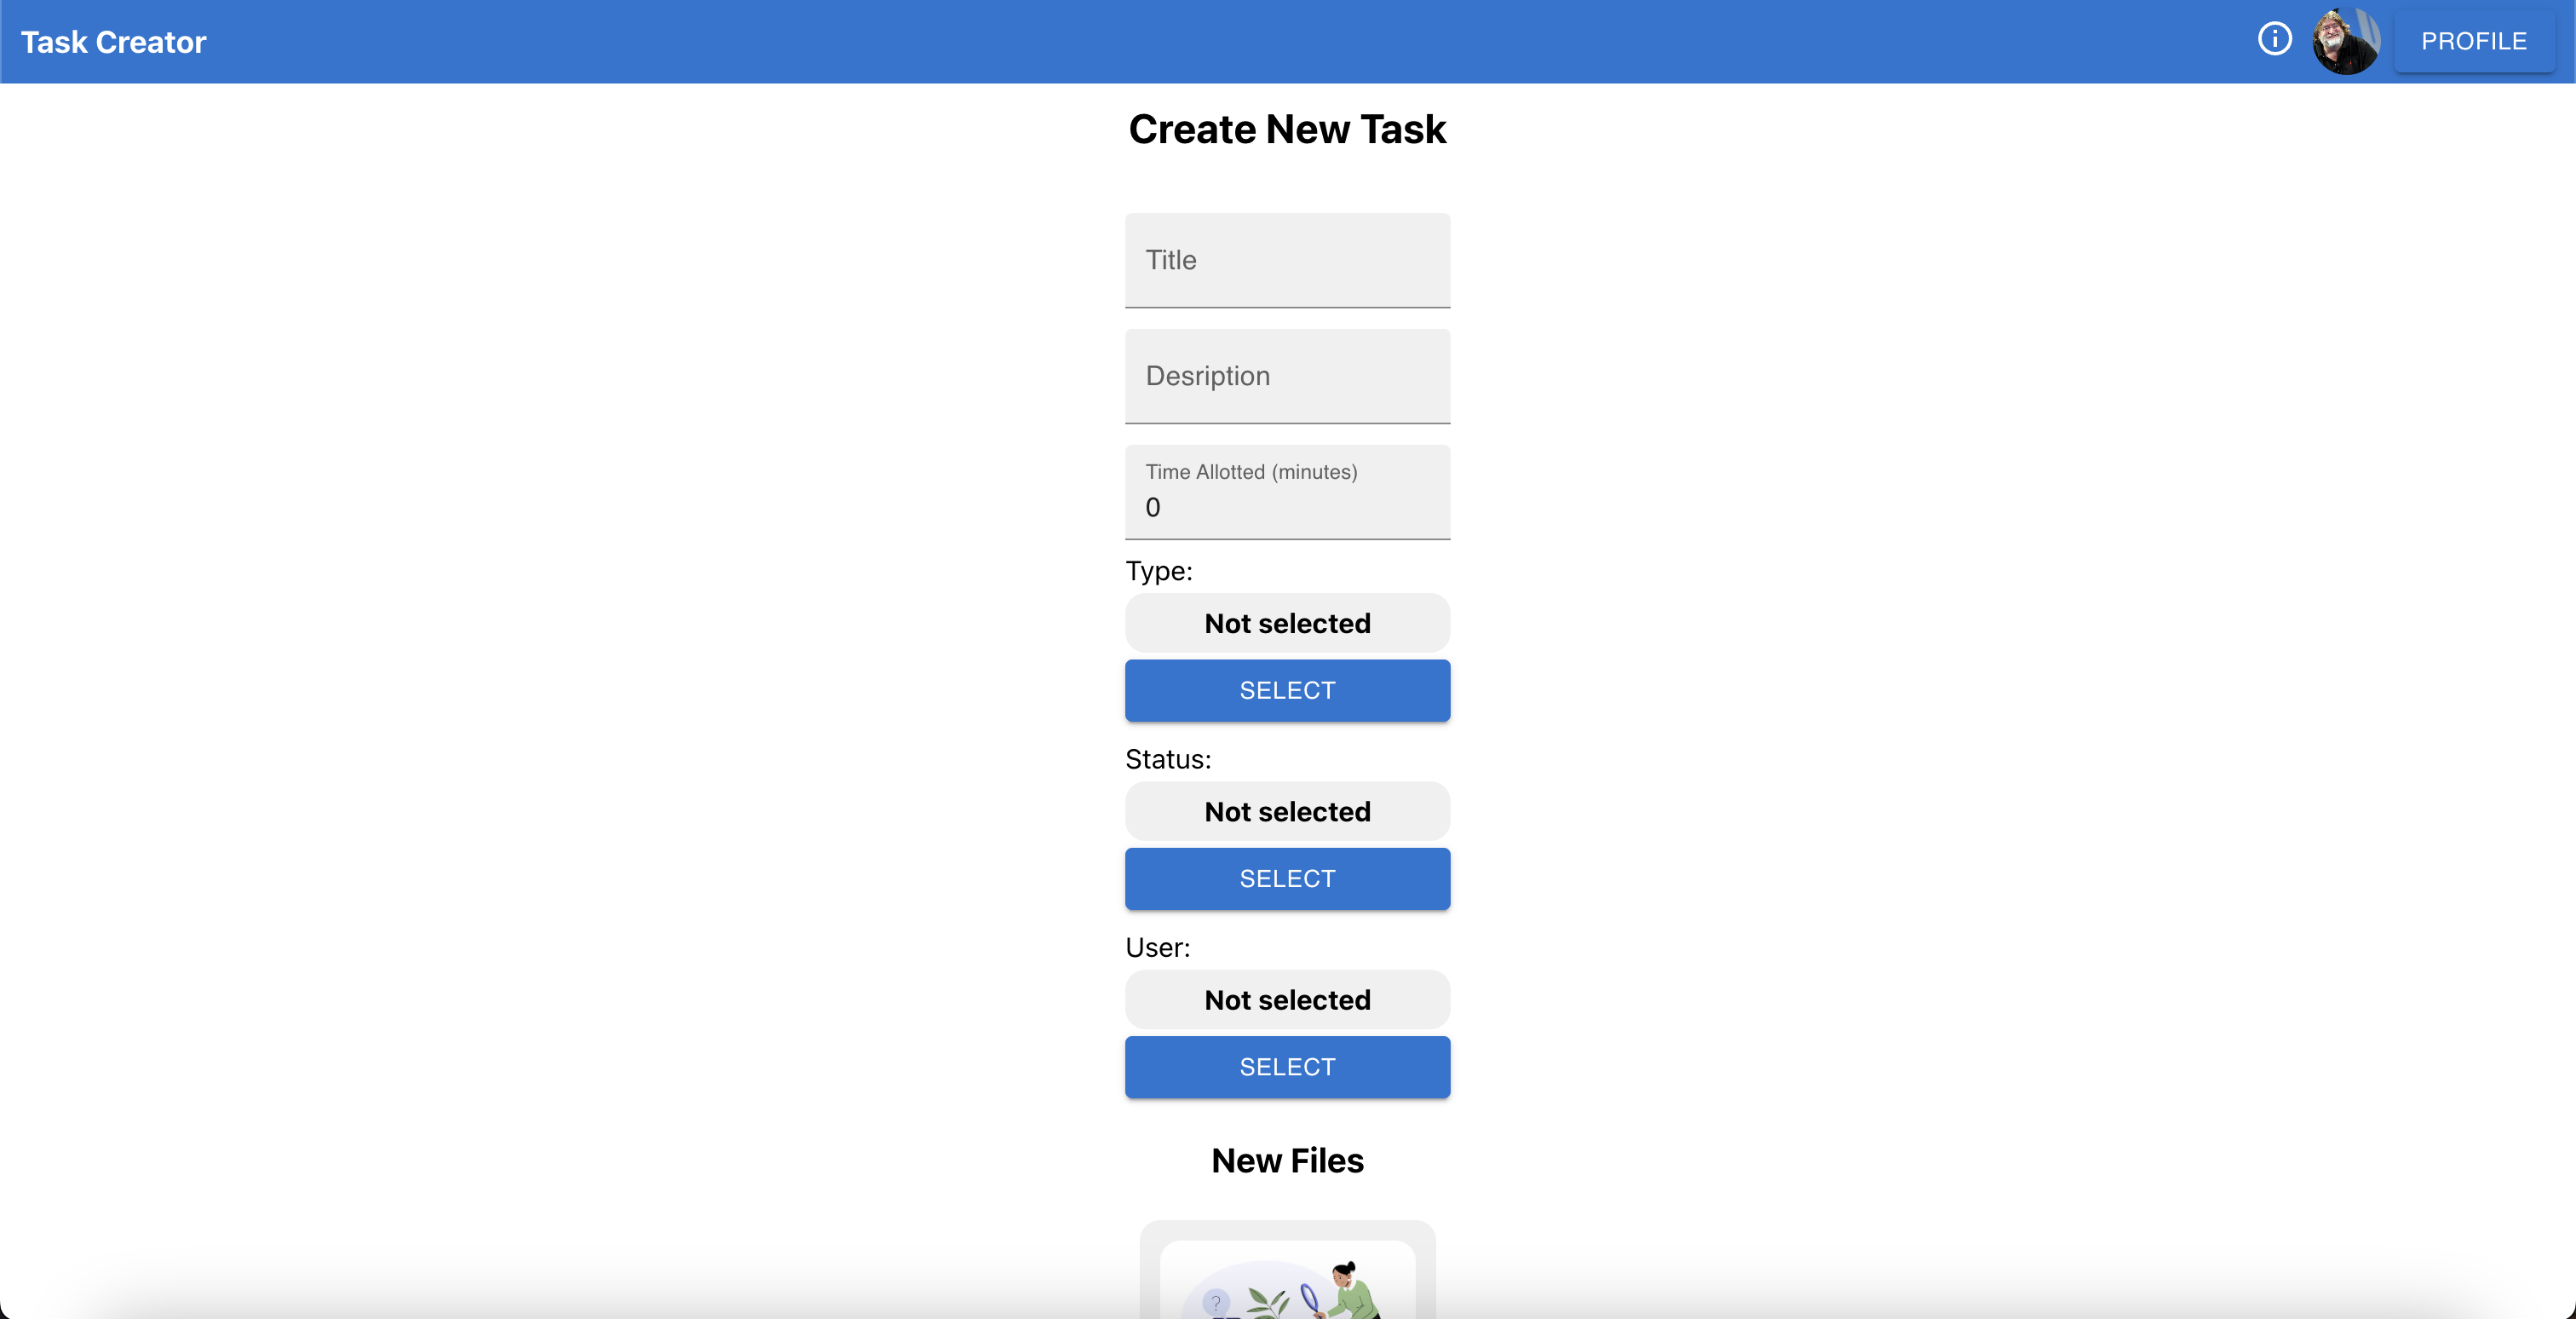 Task Creator
PROFILE
Create New Task
Title
Desription
Time Allotted (minutes)
0
Type:
Not selected
SELECT
Status:
Not selected
SELECT
User:
Not selected
SELECT
New Files
?